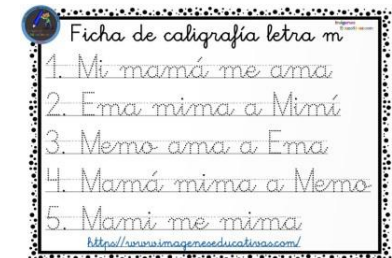 Ficha de caligrafía letra m
1. Mi mamá me ama
2. Ema mima a Mimí
3. Memo ama a Ema
4. Mamá mima a Memo
5. Mami me mima
https//www.imageneseducativas.com/